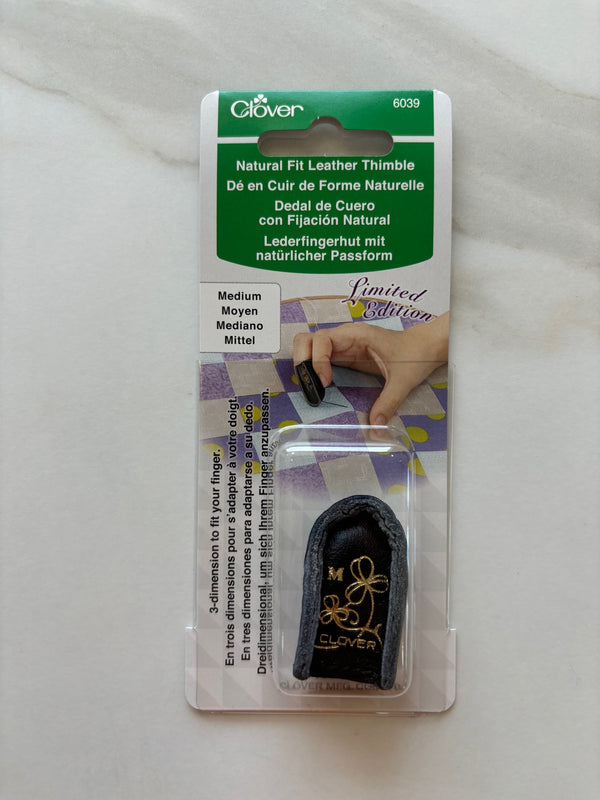 Clover
6039
Natural Fit Leather Thimble
Dé en Cuir de Forme Naturelle
Dedal de Cuero
con Fijación Natural
Lederfingerhut mit
natürlicher Passform
Limited
Edition
Medium
Moyen
Mediano
Mittel
3-dimension to fit your finger.
En trois dimensions pour s'adapter à votre doigt.
En tres dimensiones para adaptarse a su dedo.
Dreidimensional, um sich Ihrem Finger anzupassen.
M
CLOVER
CLOVER MFG. CO.